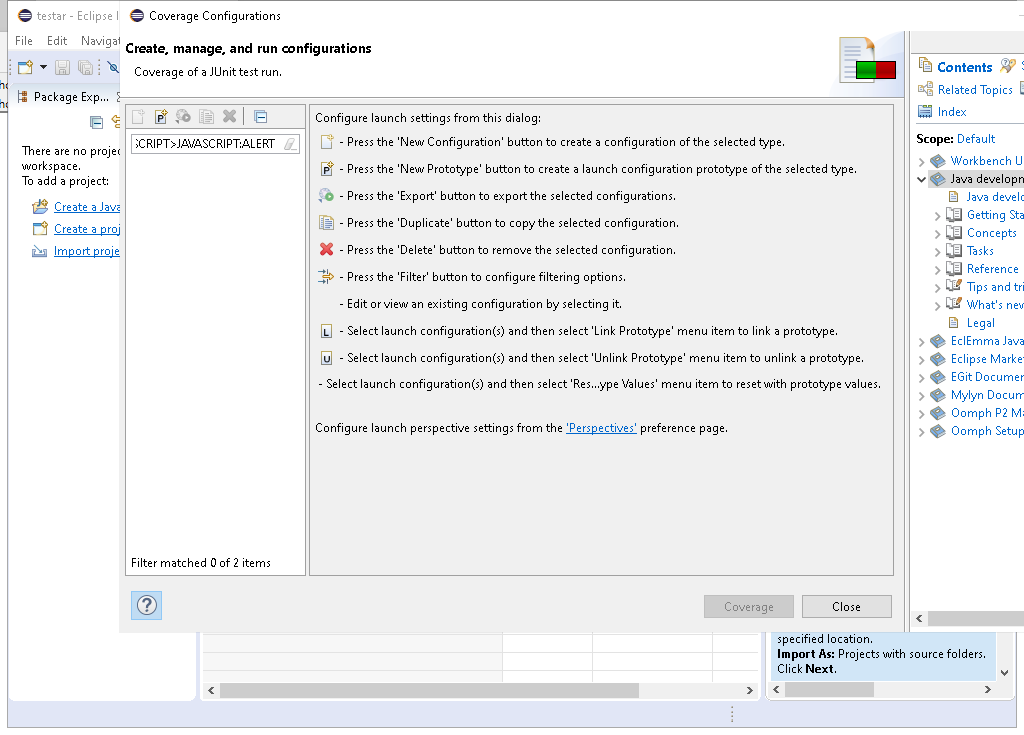 testar - Eclipse I
Coverage Configurations
File Edit Navigat
Create, manage, and run configurations
Coverage of a JUnit test run.
Package Exp...
There are no projec
workspace.
To add a project:
Create a Java
Create a proj
Import proje
SCRIPT>JAVASCRIPT:ALERT
Filter matched 0 of 2 items
Configure launch settings from this dialog:
- Press the 'New Configuration' button to create a configuration of the selected type.
P - Press the 'New Prototype' button to create a launch configuration prototype of the selected type.
- Press the 'Export' button to export the selected configurations.
- Press the 'Duplicate' button to copy the selected configuration.
- Press the 'Delete' button to remove the selected configuration.
- Press the 'Filter' button to configure filtering options.
- Edit or view an existing configuration by selecting it.
L - Select launch configuration(s) and then select 'Link Prototype' menu item to link a prototype.
U - Select launch configuration(s) and then select 'Unlink Prototype' menu item to unlink a prototype.
- Select launch configuration(s) and then select 'Res...ype Values' menu item to reset with prototype values.
Configure launch perspective settings from the 'Perspectives' preference page.
?
Coverage
Close
Contents
Related Topics
Index
Scope: Default
Workbench U
Java developn
Java develo
Getting Sta
Concepts
Tasks
Reference
Tips and tri
What's new
Legal
EclEmma Java
Eclipse Marke
EGit Documen
Mylyn Docum
Oomph P2 Ma
Oomph Setup
specified location.
Import As: Projects with source folders.
Click Next.